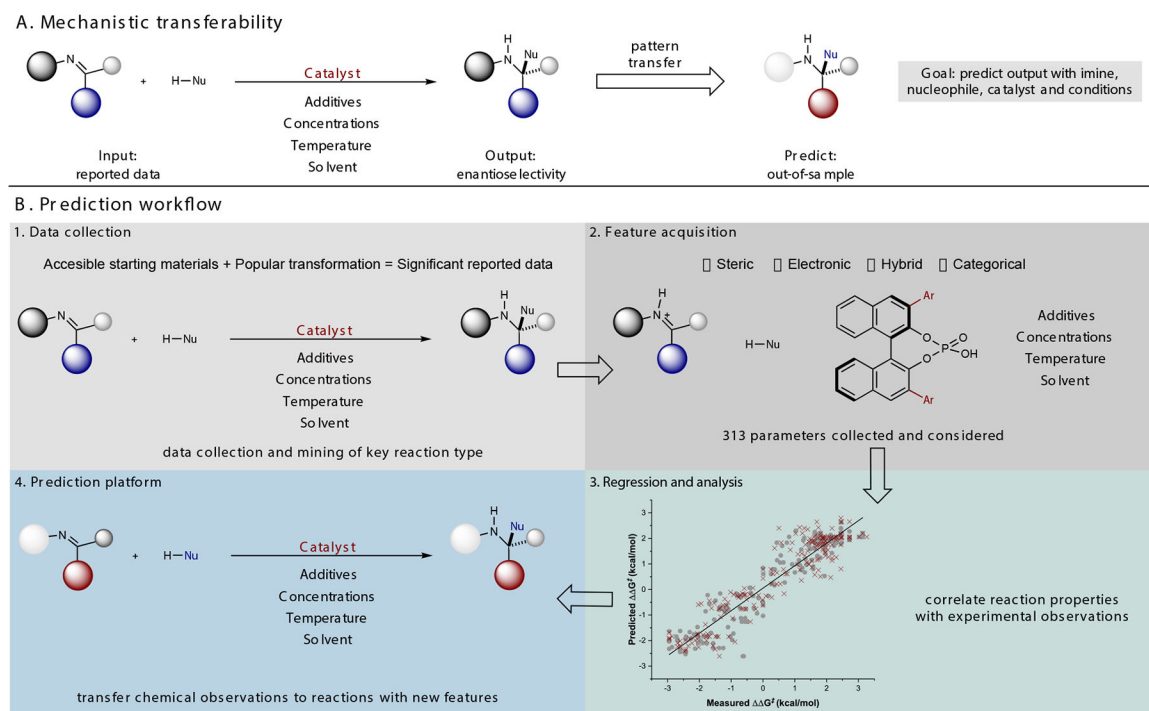 A. Mechanistic transferability
N
+
H—Nu
Catalyst
Additives
Concentrations
Temperature
Solvent
Input:
reported data
H
N
Nu
Output:
enantioselectivity
pattern
transfer
H
N
Nu
Predict:
out-of-sample
Goal: predict output with imine,
nucleophile, catalyst and conditions
B. Prediction workflow
1. Data collection
Accesible starting materials + Popular transformation = Significant reported data
N
+
H—Nu
Catalyst
Additives
Concentrations
Temperature
Solvent
H
N
Nu
data collection and mining of key reaction type
2. Feature acquisition
▯ Steric ▯ Electronic ▯ Hybrid ▯ Categorical
H
N
+
H—Nu
Ar
O
O
P
O
OH
Ar
Additives
Concentrations
Temperature
Solvent
313 parameters collected and considered
4. Prediction platform
N
+
H—Nu
Catalyst
Additives
Concentrations
Temperature
Solvent
H
N
Nu
transfer chemical observations to reactions with new features
3. Regression and analysis
Predicted ΔΔG‡ (kcal/mol)
3
2
1
0
-1
-2
-3
-3 -2 -1 0 1 2 3
Measured ΔΔG‡ (kcal/mol)
correlate reaction properties
with experimental observations